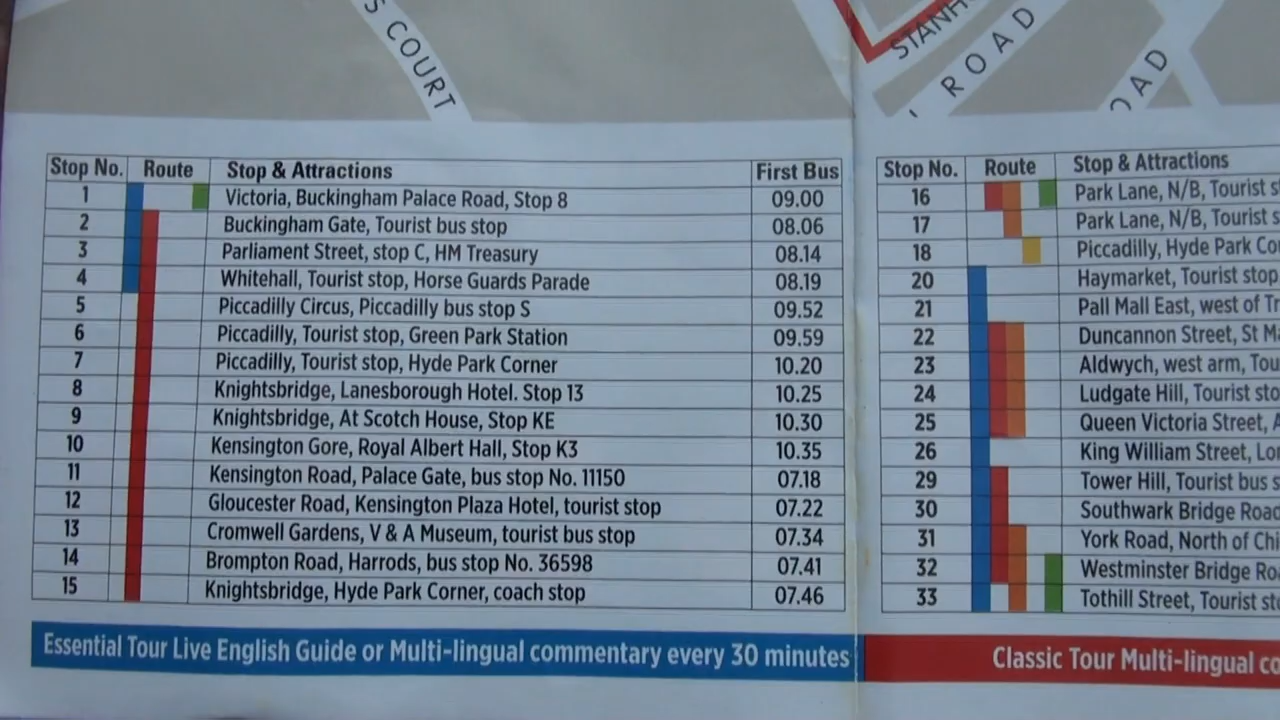 S COURT
STANH
ROAD
OAD
Stop No. Route Stop & Attractions First Bus
1 Victoria, Buckingham Palace Road, Stop 8 09.00
2 Buckingham Gate, Tourist bus stop 08.06
3 Parliament Street, stop C, HM Treasury 08.14
4 Whitehall, Tourist stop, Horse Guards Parade 08.19
5 Piccadilly Circus, Piccadilly bus stop S 09.52
6 Piccadilly, Tourist stop, Green Park Station 09.59
7 Piccadilly, Tourist stop, Hyde Park Corner 10.20
8 Knightsbridge, Lanesborough Hotel. Stop 13 10.25
9 Knightsbridge, At Scotch House, Stop KE 10.30
10 Kensington Gore, Royal Albert Hall, Stop K3 10.35
11 Kensington Road, Palace Gate, bus stop No. 11150 07.18
12 Gloucester Road, Kensington Plaza Hotel, tourist stop 07.22
13 Cromwell Gardens, V & A Museum, tourist bus stop 07.34
14 Brompton Road, Harrods, bus stop No. 36598 07.41
15 Knightsbridge, Hyde Park Corner, coach stop 07.46
Essential Tour Live English Guide or Multi-lingual commentary every 30 minutes
Stop No. Route Stop & Attractions
16 Park Lane, N/B, Tourist s
17 Park Lane, N/B, Tourist s
18 Piccadilly, Hyde Park Co
20 Haymarket, Tourist stop
21 Pall Mall East, west of Tr
22 Duncannon Street, St Ma
23 Aldwych, west arm, Tou
24 Ludgate Hill, Tourist sto
25 Queen Victoria Street, A
26 King William Street, Lo
29 Tower Hill, Tourist bus s
30 Southwark Bridge Road
31 York Road, North of Chi
32 Westminster Bridge Ro
33 Tothill Street, Tourist st
Classic Tour Multi-lingual co